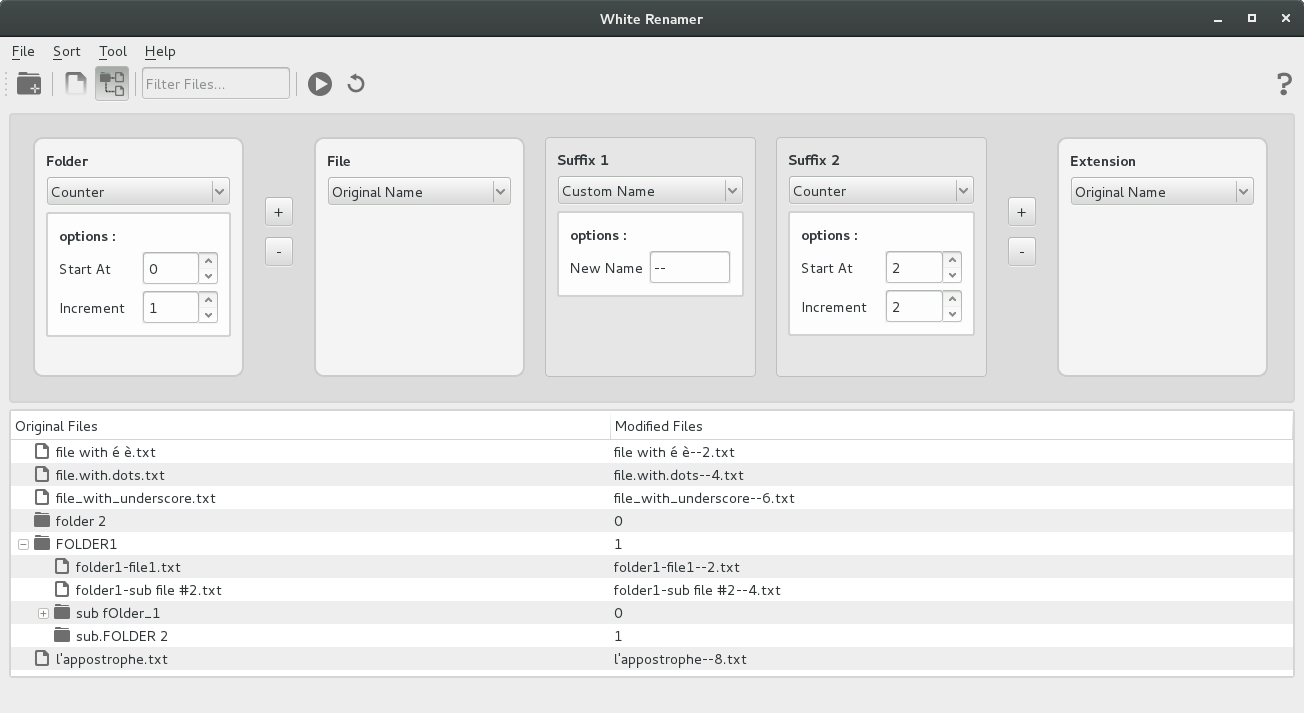 White Renamer
File Sort Tool Help
Filter Files... ?
Folder
Counter
options :
Start At 0
Increment 1
+
-
File
Original Name
Suffix 1
Custom Name
options :
New Name --
Suffix 2
Counter
options :
Start At 2
Increment 2
+
-
Extension
Original Name
Original Files Modified Files
file with é è.txt file with é è--2.txt
file.with.dots.txt file.with.dots--4.txt
file_with_underscore.txt file_with_underscore--6.txt
folder 2 0
FOLDER1 1
folder1-file1.txt folder1-file1--2.txt
folder1-sub file #2.txt folder1-sub file #2--4.txt
sub fOlder_1 0
sub.FOLDER 2 1
l'appostrophe.txt l'appostrophe--8.txt